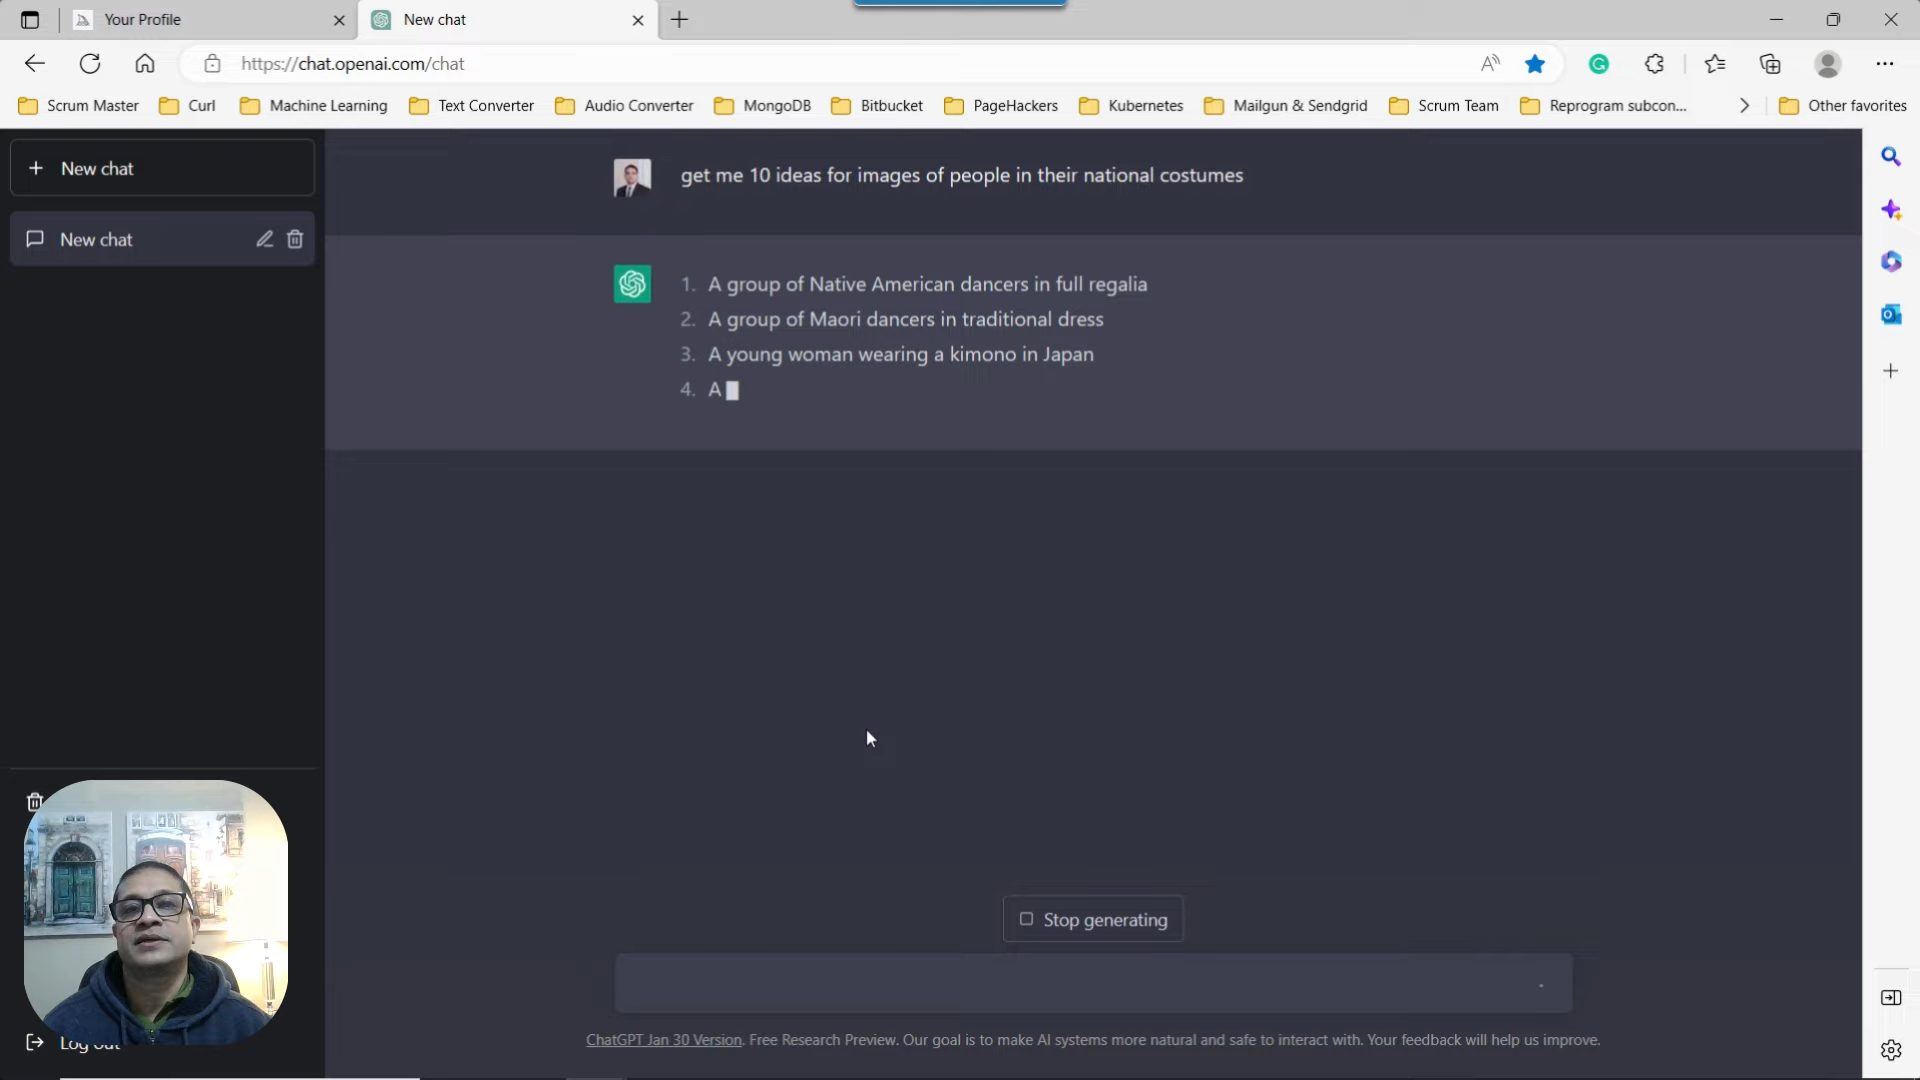 Your Profile
New chat
https://chat.openai.com/chat
Scrum Master
Curl
Machine Learning
Text Converter
Audio Converter
MongoDB
Bitbucket
PageHackers
Kubernetes
Mailgun & Sendgrid
Scrum Team
Reprogram subcon...
Other favorites
New chat
New chat
get me 10 ideas for images of people in their national costumes
1. A group of Native American dancers in full regalia
2. A group of Maori dancers in traditional dress
3. A young woman wearing a kimono in Japan
4. A
Stop generating
Log out
ChatGPT Jan 30 Version. Free Research Preview. Our goal is to make AI systems more natural and safe to interact with. Your feedback will help us improve.